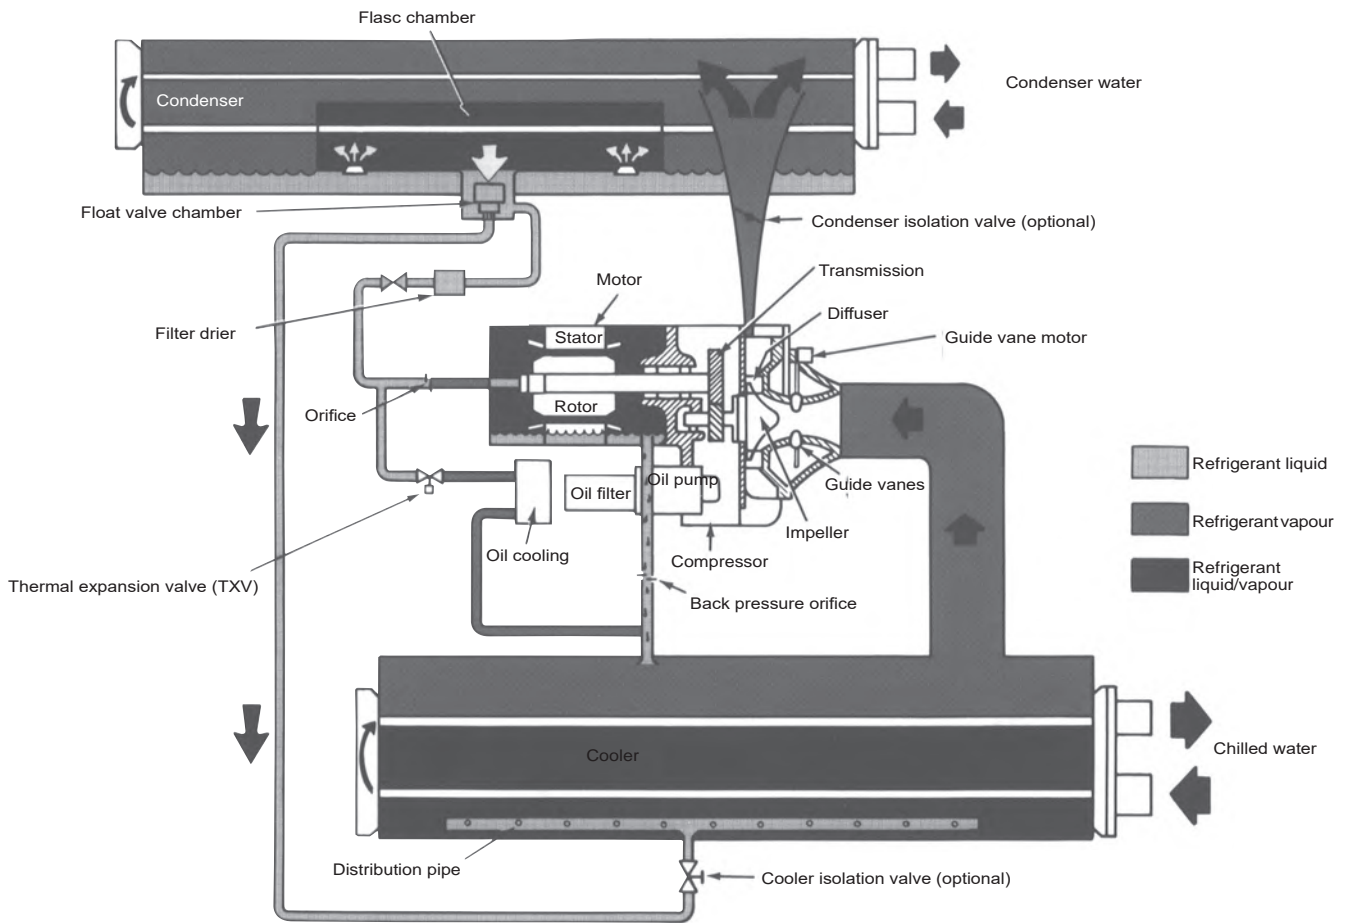 Flasc chamber
Condenser water
Condenser
Float valve chamber
Condenser isolation valve (optional)
Transmission
Motor
Diffuser
Filter drier
Stator
Guide vane motor
Orifice
Rotor
Refrigerant liquid
Guide vanes
Oil filter
Oil pump
Refrigerant vapour
Impeller
Oil cooling
Compressor
Refrigerant
liquid/vapour
Thermal expansion valve (TXV)
Back pressure orifice
Cooler
Chilled water
Distribution pipe
Cooler isolation valve (optional)